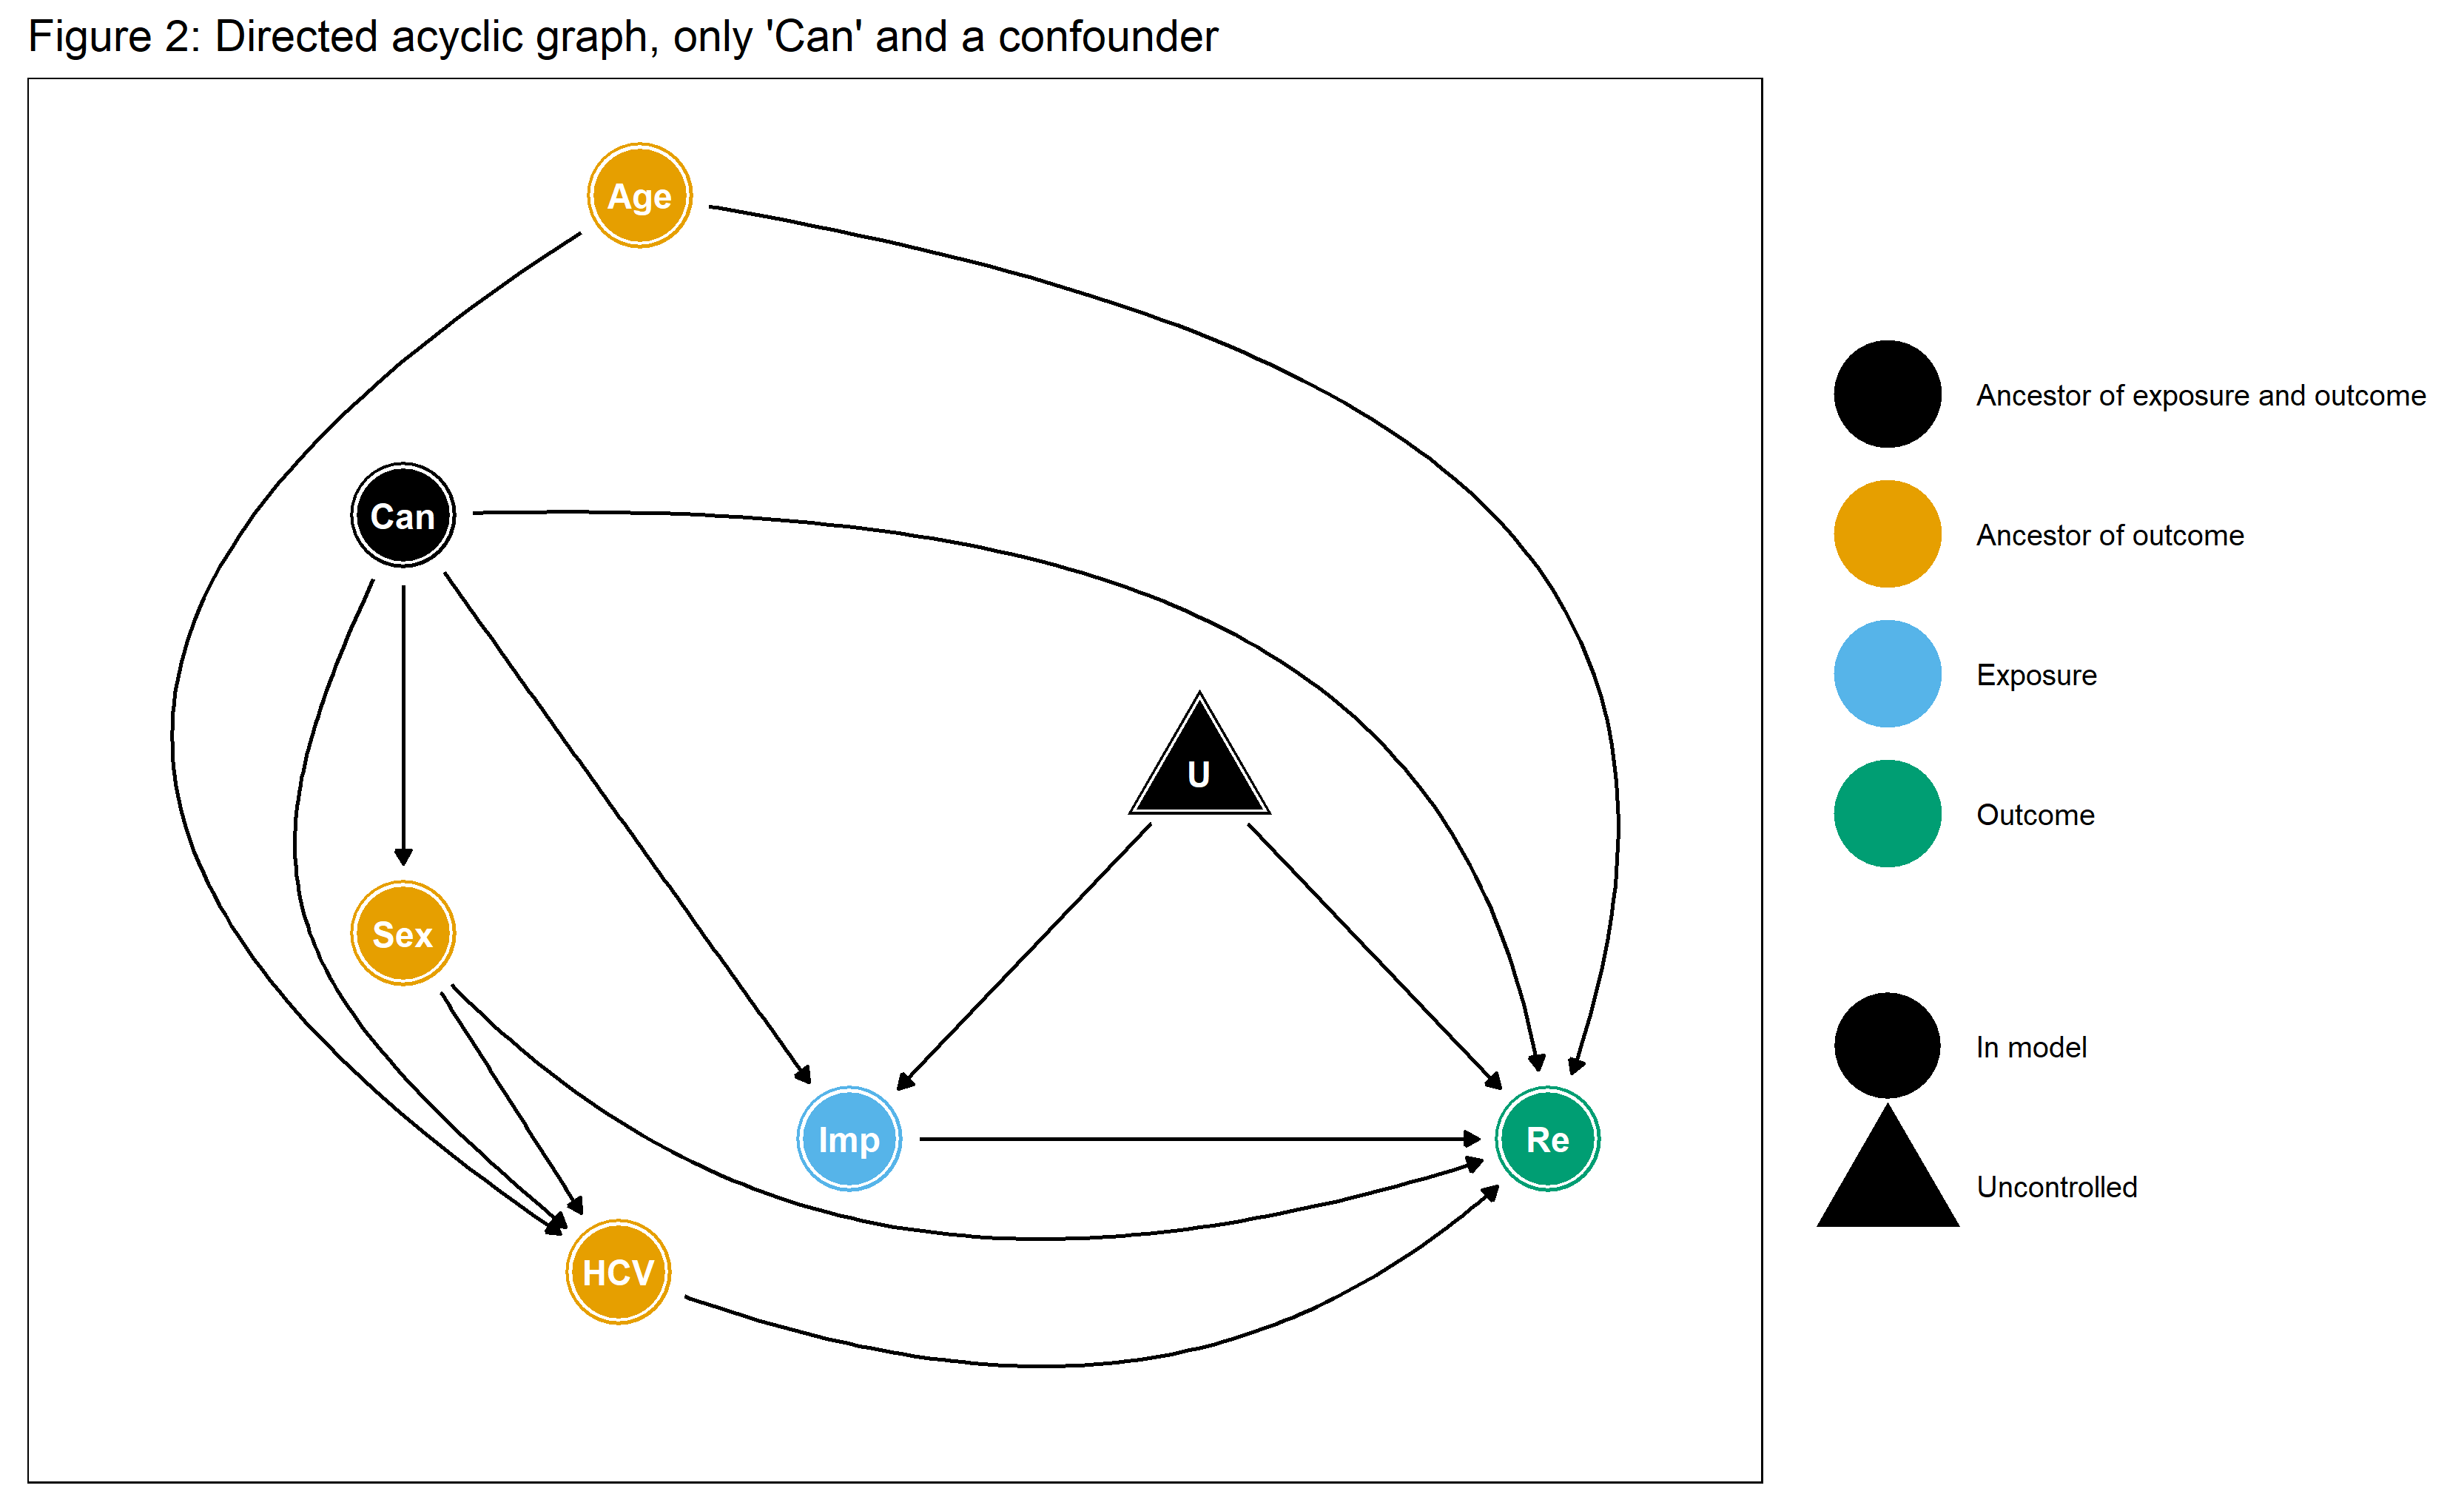 Figure 2: Directed acyclic graph, only 'Can' and a confounder
Age
Can
U
Sex
Imp
Re
HCV
Ancestor of exposure and outcome
Ancestor of outcome
Exposure
Outcome
In model
Uncontrolled